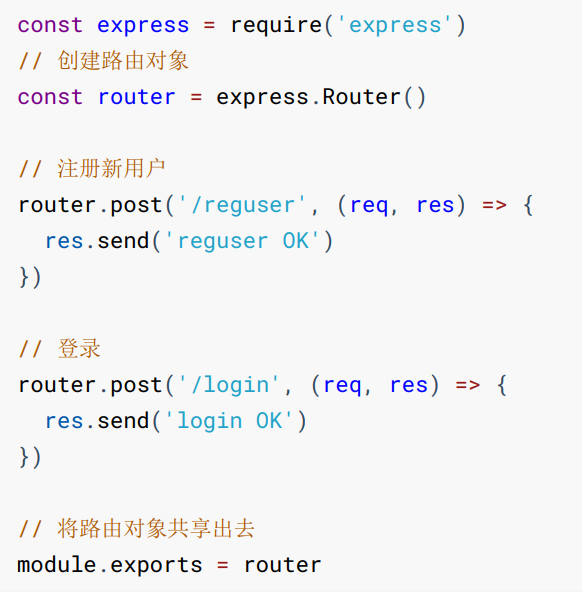 const express = require('express')
// 创建路由对象
const router = express.Router()
// 注册新用户
router.post('/reguser', (req, res) => {
  res.send('reguser OK')
})
// 登录
router.post('/login', (req, res) => {
  res.send('login OK')
})
// 将路由对象共享出去
module.exports = router